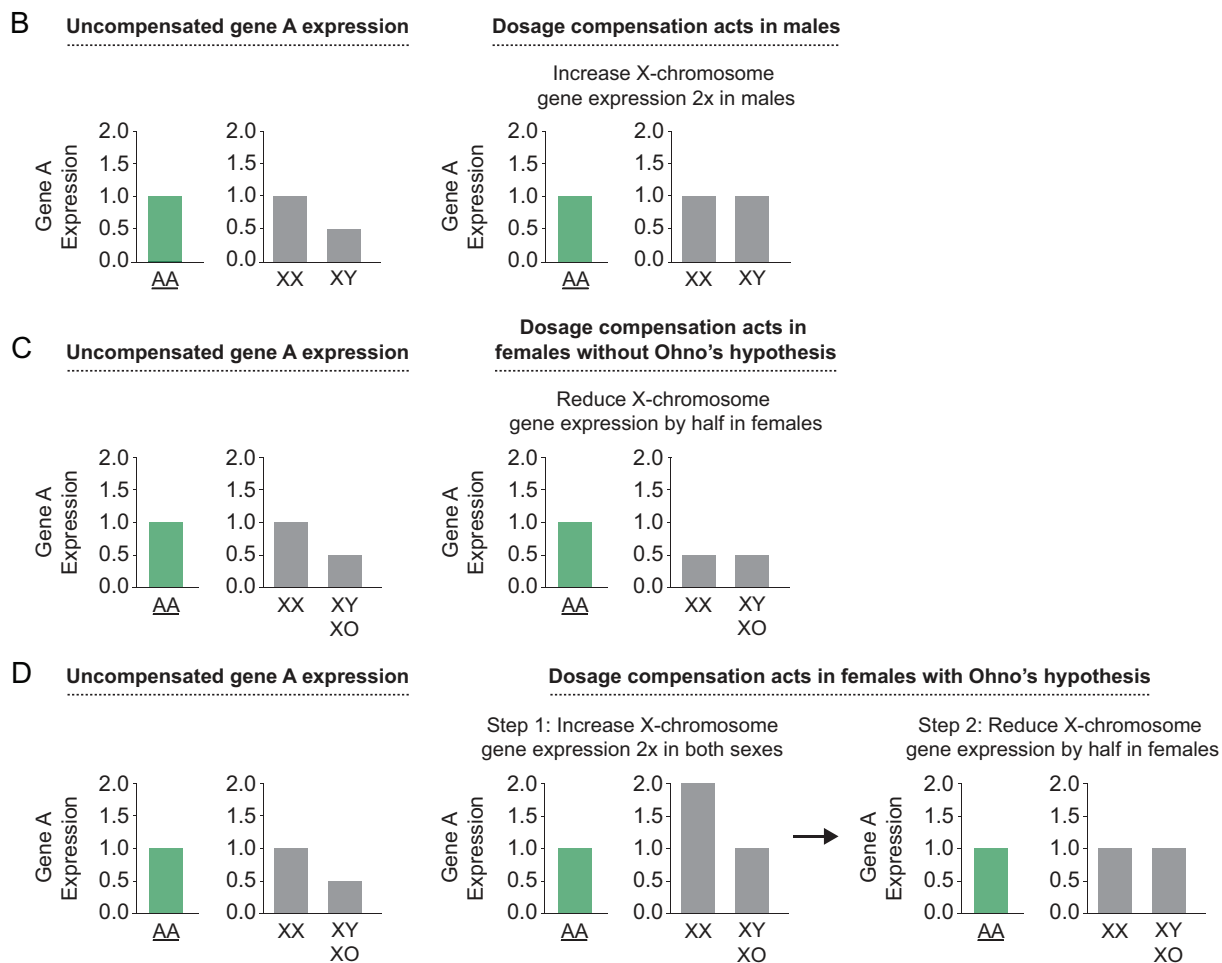 B
Uncompensated gene A expression
Dosage compensation acts in males
Increase X-chromosome
gene expression 2x in males
Gene A
Expression
2.0
1.5
1.0
0.5
0.0
AA
2.0
1.5
1.0
0.5
0.0
XX
XY
Gene A
Expression
2.0
1.5
1.0
0.5
0.0
AA
2.0
1.5
1.0
0.5
0.0
XX
XY
C
Uncompensated gene A expression
Dosage compensation acts in
females without Ohno's hypothesis
Reduce X-chromosome
gene expression by half in females
Gene A
Expression
2.0
1.5
1.0
0.5
0.0
AA
2.0
1.5
1.0
0.5
0.0
XX
XY
XO
Gene A
Expression
2.0
1.5
1.0
0.5
0.0
AA
2.0
1.5
1.0
0.5
0.0
XX
XY
XO
D
Uncompensated gene A expression
Dosage compensation acts in females with Ohno's hypothesis
Step 1: Increase X-chromosome
gene expression 2x in both sexes
Step 2: Reduce X-chromosome
gene expression by half in females
Gene A
Expression
2.0
1.5
1.0
0.5
0.0
AA
2.0
1.5
1.0
0.5
0.0
XX
XY
XO
Gene A
Expression
2.0
1.5
1.0
0.5
0.0
AA
2.0
1.5
1.0
0.5
0.0
XX
XY
XO
Gene A
Expression
2.0
1.5
1.0
0.5
0.0
AA
2.0
1.5
1.0
0.5
0.0
XX
XY
XO